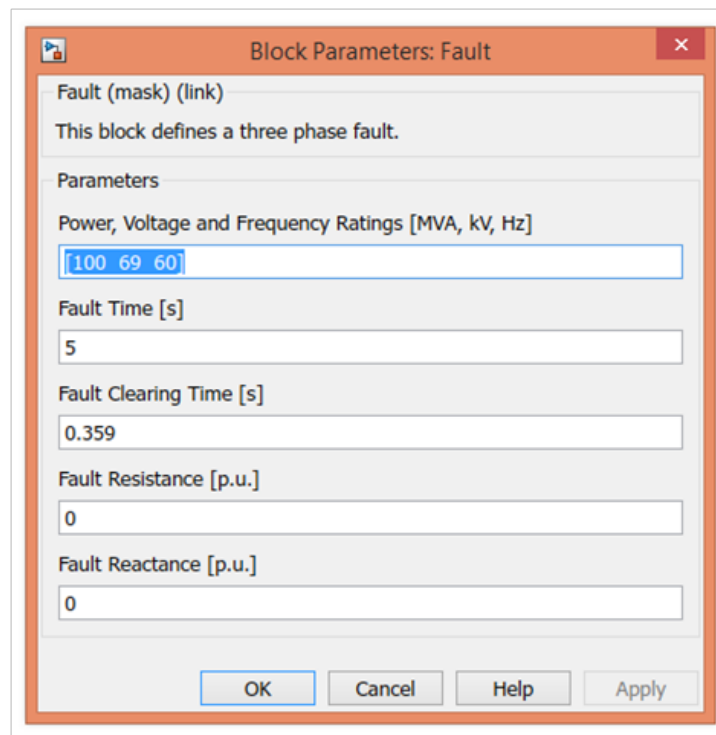 Block Parameters: Fault
Fault (mask) (link)
This block defines a three phase fault.
Parameters
Power, Voltage and Frequency Ratings [MVA, kV, Hz]
[100  69  60]
Fault Time [s]
5
Fault Clearing Time [s]
0.359
Fault Resistance [p.u.]
0
Fault Reactance [p.u.]
0
OK Cancel Help Apply